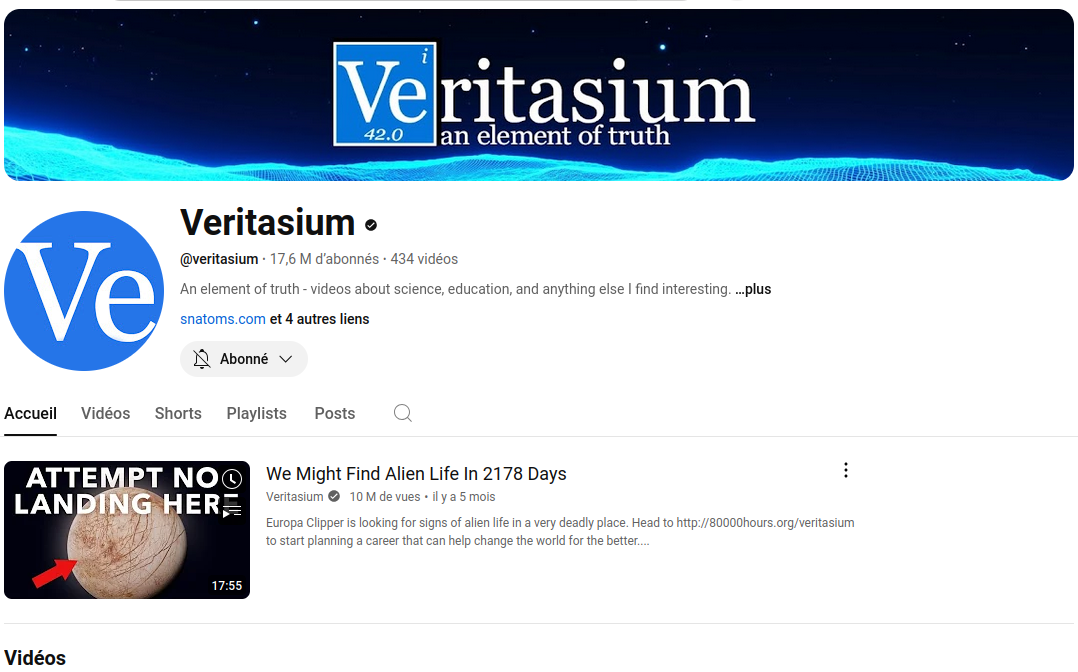 Veritasium
i
42.0
an element of truth
Ve
Veritasium
@veritasium · 17,6 M d’abonnés · 434 vidéos
An element of truth - videos about science, education, and anything else I find interesting. ...plus
snatoms.com et 4 autres liens
Abonné
Accueil Vidéos Shorts Playlists Posts
ATTEMPT NO
LANDING HERE
17:55
We Might Find Alien Life In 2178 Days
Veritasium 10 M de vues • il y a 5 mois
Europa Clipper is looking for signs of alien life in a very deadly place. Head to http://80000hours.org/veritasium
to start planning a career that can help change the world for the better....
Vidéos